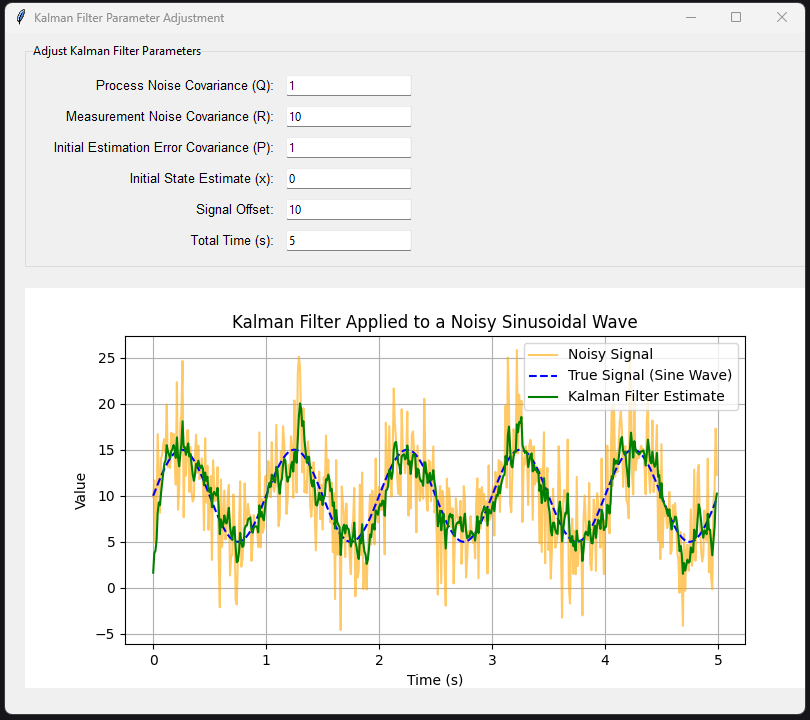 Kalman Filter Parameter Adjustment
Adjust Kalman Filter Parameters
Process Noise Covariance (Q): 1
Measurement Noise Covariance (R): 10
Initial Estimation Error Covariance (P): 1
Initial State Estimate (x): 0
Signal Offset: 10
Total Time (s): 5
Kalman Filter Applied to a Noisy Sinusoidal Wave
Noisy Signal
True Signal (Sine Wave)
Kalman Filter Estimate
Value
25
20
15
10
5
0
−5
0 1 2 3 4 5
Time (s)